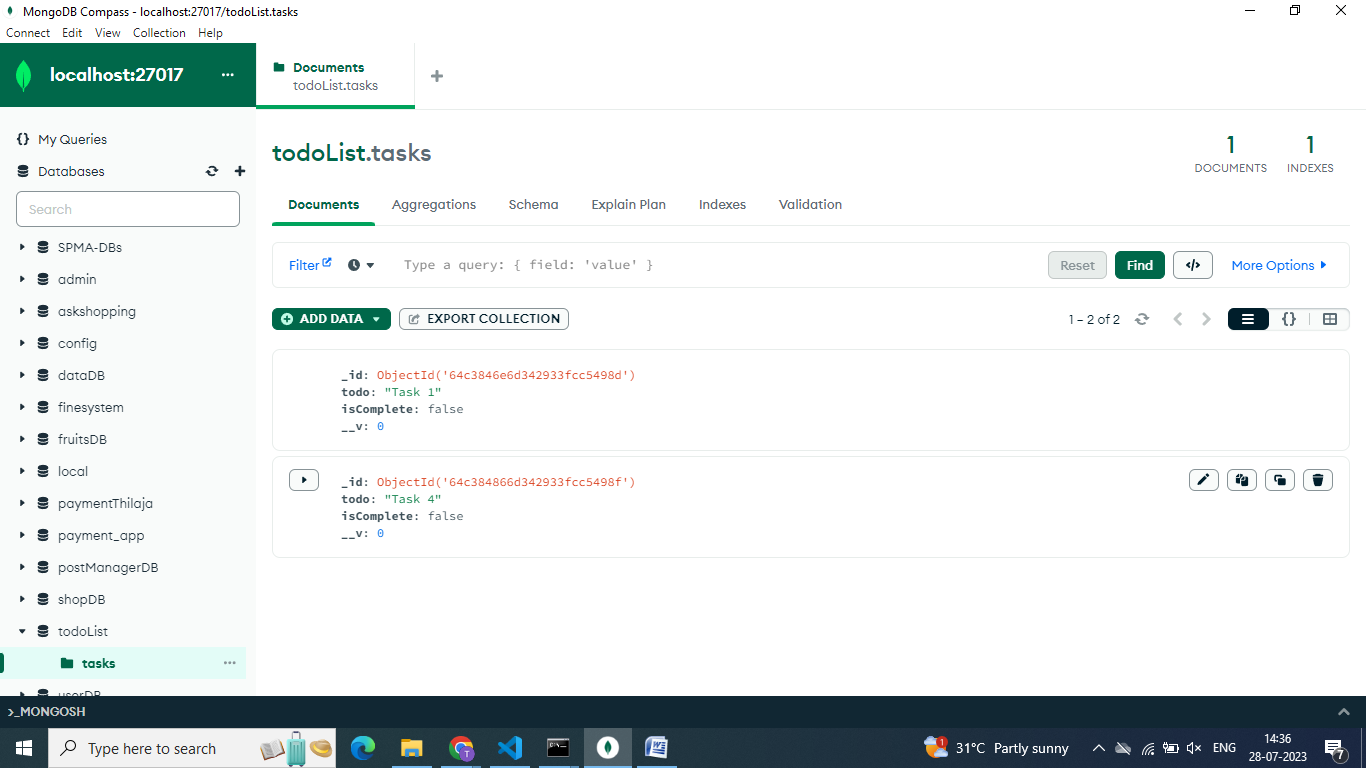 MongoDB Compass - localhost:27017/todoList.tasks
Connect Edit View Collection Help
localhost:27017 ...
Documents
todoList.tasks
{} My Queries
Databases
Search
SPMA-DBs
admin
askshopping
config
dataDB
finesystem
fruitsDB
local
paymentThilaja
payment_app
postManagerDB
shopDB
todoList
tasks ...
userDB
todoList.tasks
1 1
DOCUMENTS INDEXES
Documents Aggregations Schema Explain Plan Indexes Validation
Filter Type a query: { field: 'value' } Reset Find </> More Options
ADD DATA EXPORT COLLECTION 1 – 2 of 2 {}
_id: ObjectId('64c3846e6d342933fcc5498d')
todo: "Task 1"
isComplete: false
__v: 0
_id: ObjectId('64c384866d342933fcc5498f')
todo: "Task 4"
isComplete: false
__v: 0
>_MONGOSH
Type here to search T W 1 31°C Partly sunny ENG 14:36
28-07-2023 7